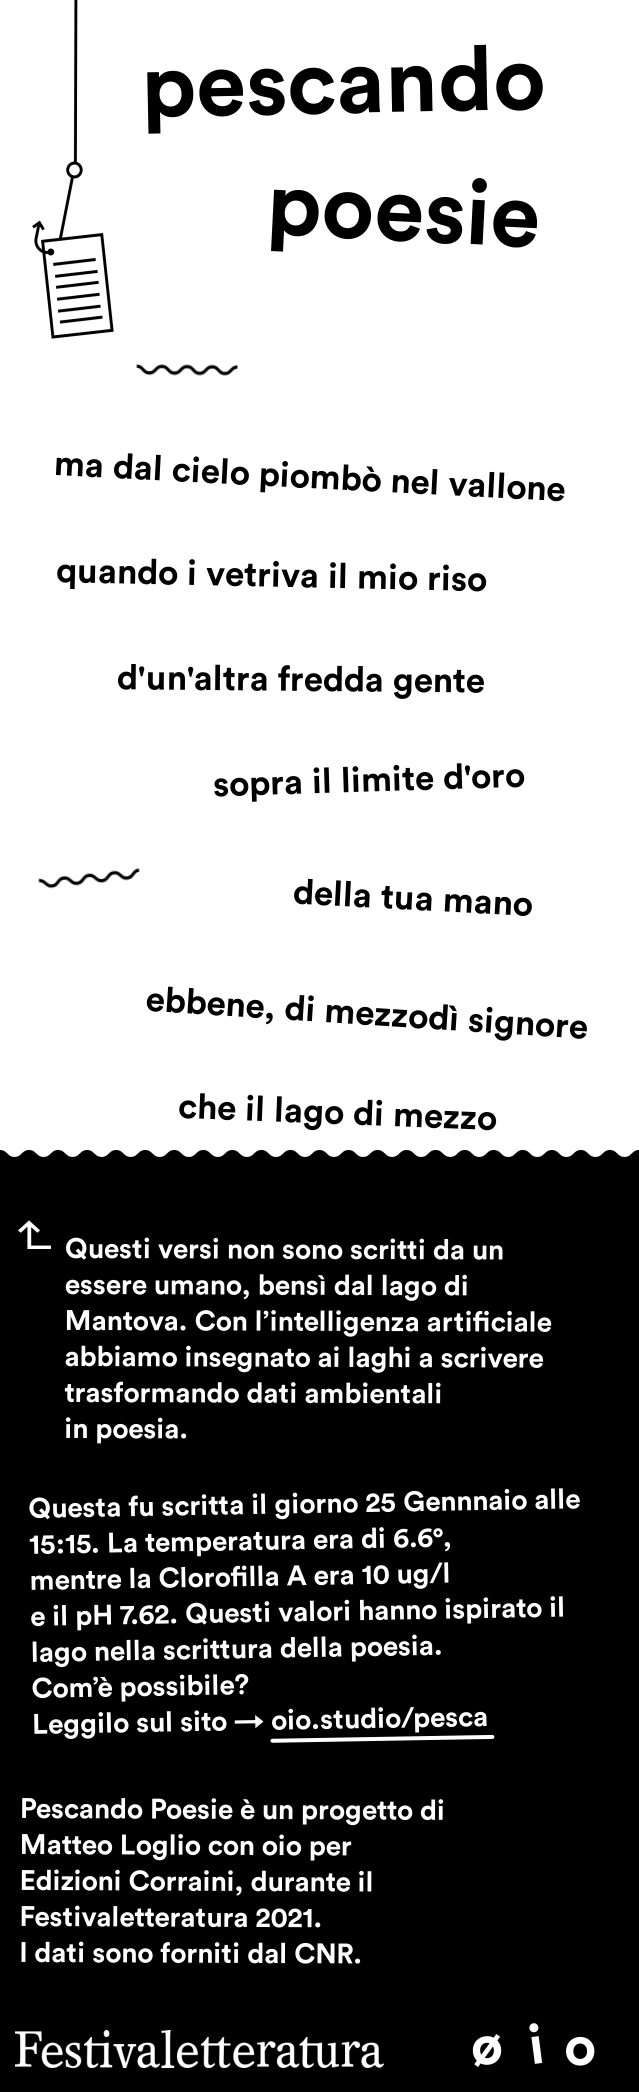 pescando
poesie
ma dal cielo piombò nel vallone
quando i vetriva il mio riso
d'un'altra fredda gente
sopra il limite d'oro
della tua mano
ebbene, di mezzodì signore
che il lago di mezzo
Questi versi non sono scritti da un
essere umano, bensì dal lago di
Mantova. Con l’intelligenza artificiale
abbiamo insegnato ai laghi a scrivere
trasformando dati ambientali
in poesia.
Questa fu scritta il giorno 25 Gennnaio alle
15:15. La temperatura era di 6.6º,
mentre la Clorofilla A era 10 ug/l
e il pH 7.62. Questi valori hanno ispirato il
lago nella scrittura della poesia.
Com’è possibile?
Leggilo sul sito → oio.studio/pesca
Pescando Poesie è un progetto di
Matteo Loglio con oio per
Edizioni Corraini, durante il
Festivaletteratura 2021.
I dati sono forniti dal CNR.
Festivaletteratura ø i o